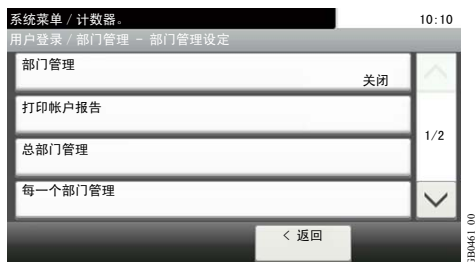 系统菜单 / 计数器。 10:10
用户登录 / 部门管理 - 部门管理设定
部门管理
关闭
打印帐户报告
1/2
总部门管理
每一个部门管理
< 返回